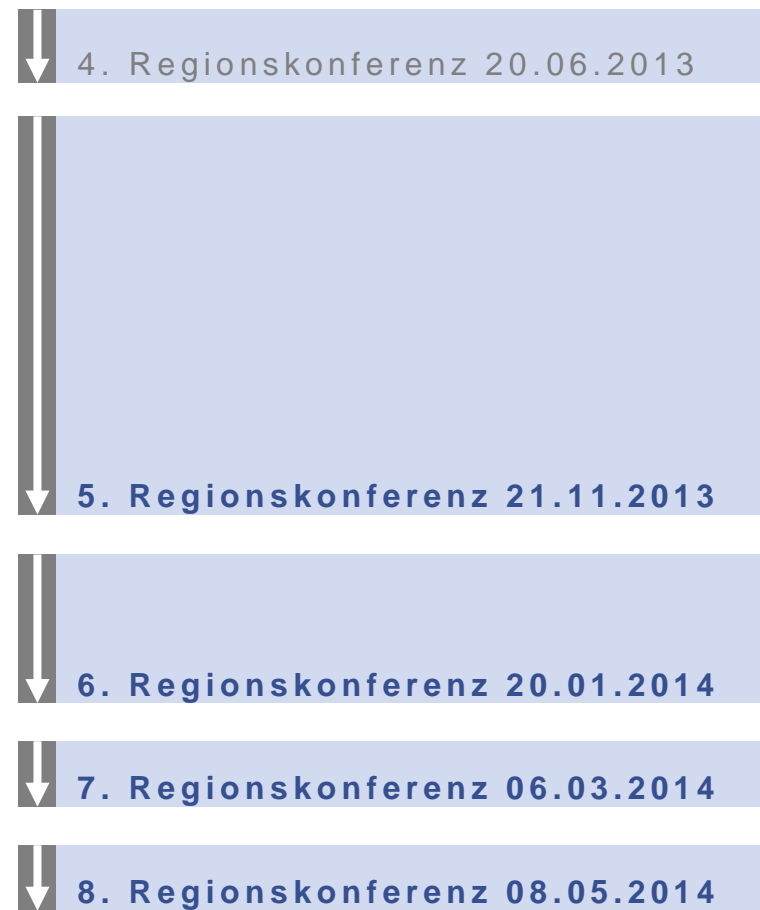 4. Regionskonferenz 20.06.2013
5. Regionskonferenz 21.11.2013
6. Regionskonferenz 20.01.2014
7. Regionskonferenz 06.03.2014
8. Regionskonferenz 08.05.2014